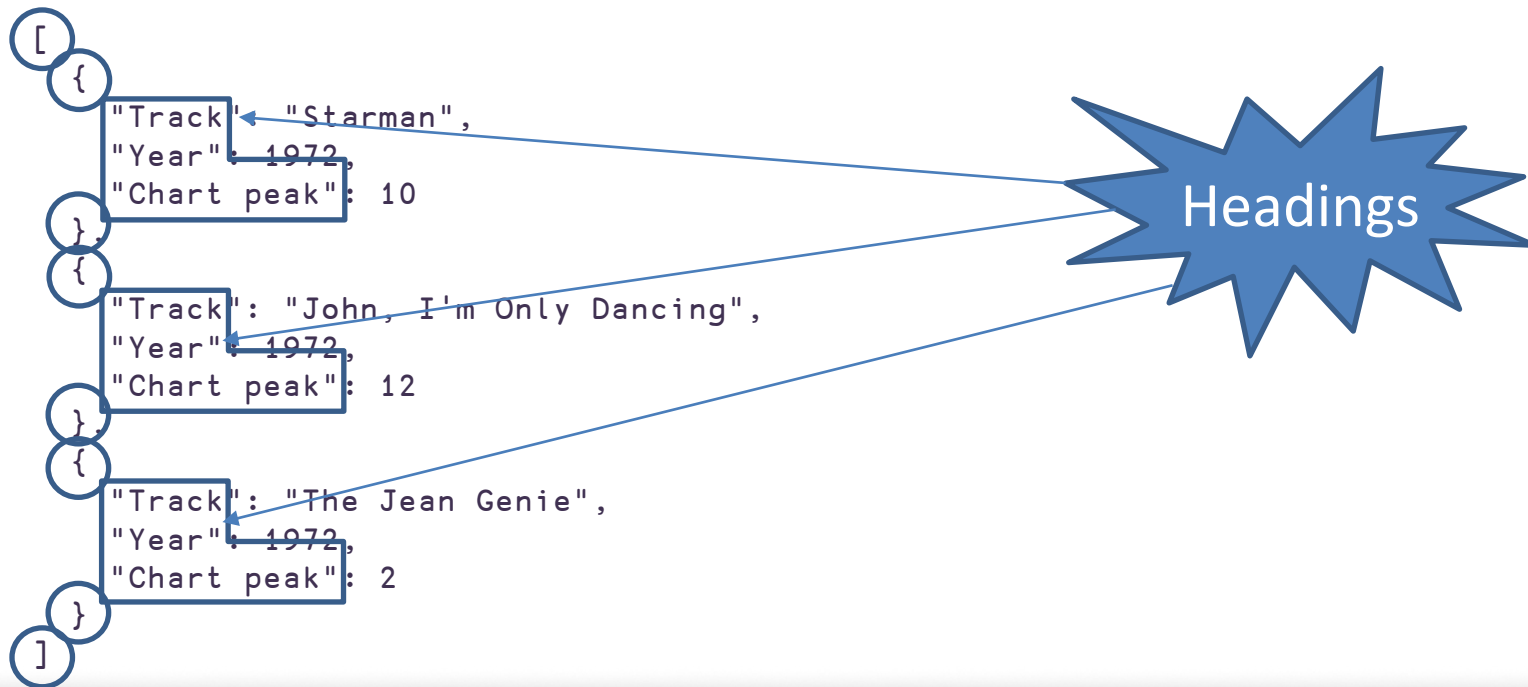 [
{
"Track": "Starman",
"Year": 1972,
"Chart peak": 10
},
{
"Track": "John, I'm Only Dancing",
"Year": 1972,
"Chart peak": 12
},
{
"Track": "The Jean Genie",
"Year": 1972,
"Chart peak": 2
}
]
Headings